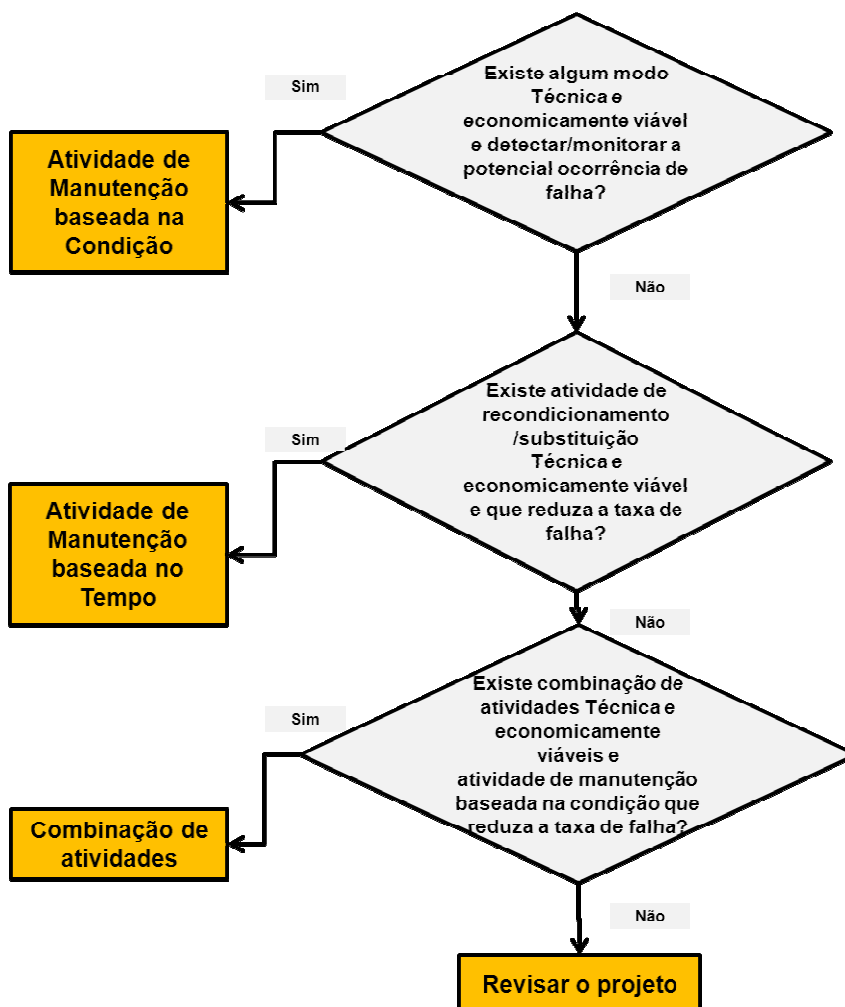 Existe algum modo
Técnica e
economicamente viável
e detectar/monitorar a
potencial ocorrência de
falha?
Sim
Atividade de
Manutenção
baseada na
Condição
Não
Existe atividade de
recondicionamento
/substituição
Técnica e
economicamente viável
e que reduza a taxa de
falha?
Sim
Atividade de
Manutenção
baseada no
Tempo
Não
Existe combinação de
atividades Técnica e
economicamente
viáveis e
atividade de manutenção
baseada na condição que
reduza a taxa de falha?
Sim
Combinação de
atividades
Não
Revisar o projeto